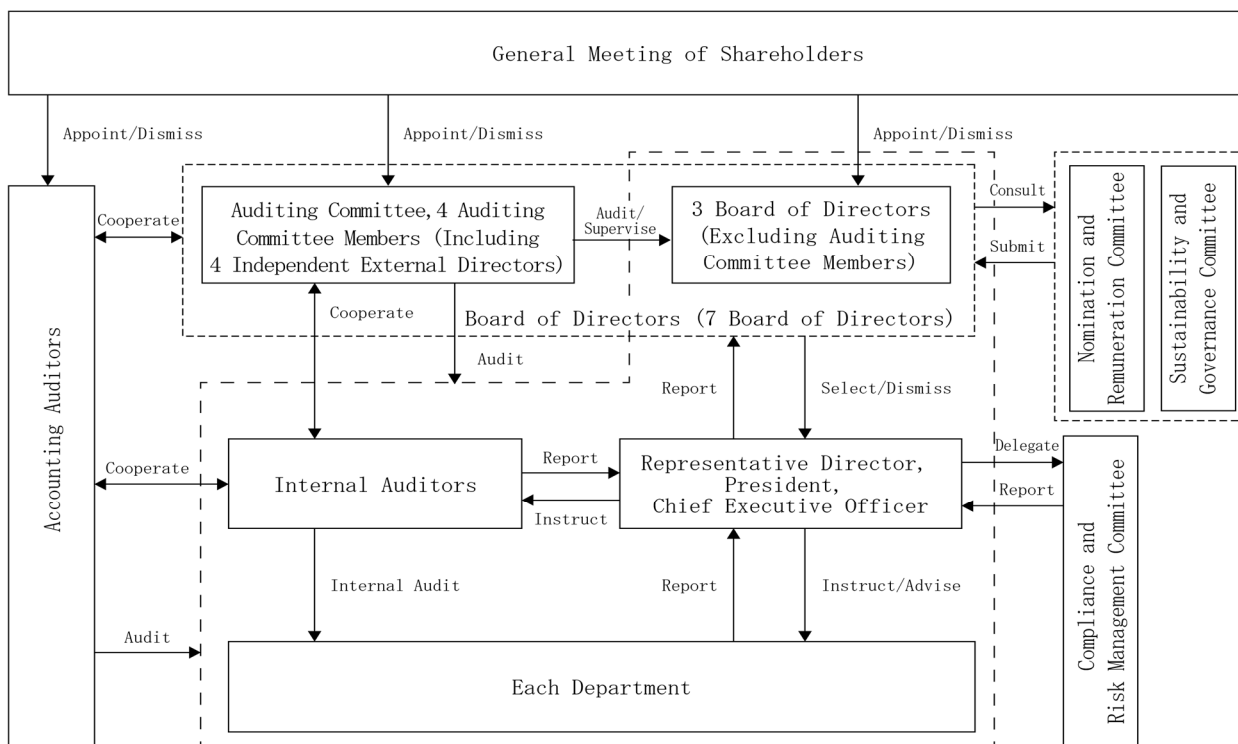 General Meeting of Shareholders
Appoint/Dismiss
Appoint/Dismiss
Appoint/Dismiss
Accounting Auditors
Cooperate
Auditing Committee, 4 Auditing
Committee Members (Including
4 Independent External Directors)
Audit/
Supervise
3 Board of Directors
(Excluding Auditing
Committee Members)
Consult
Submit
Nomination and
Remuneration Committee
Sustainability and
Governance Committee
Cooperate
Board of Directors (7 Board of Directors)
Audit
Report
Select/Dismiss
Cooperate
Internal Auditors
Report
Instruct
Representative Director,
President,
Chief Executive Officer
Delegate
Report
Compliance and
Risk Management Committee
Internal Audit
Report
Instruct/Advise
Audit
Each Department